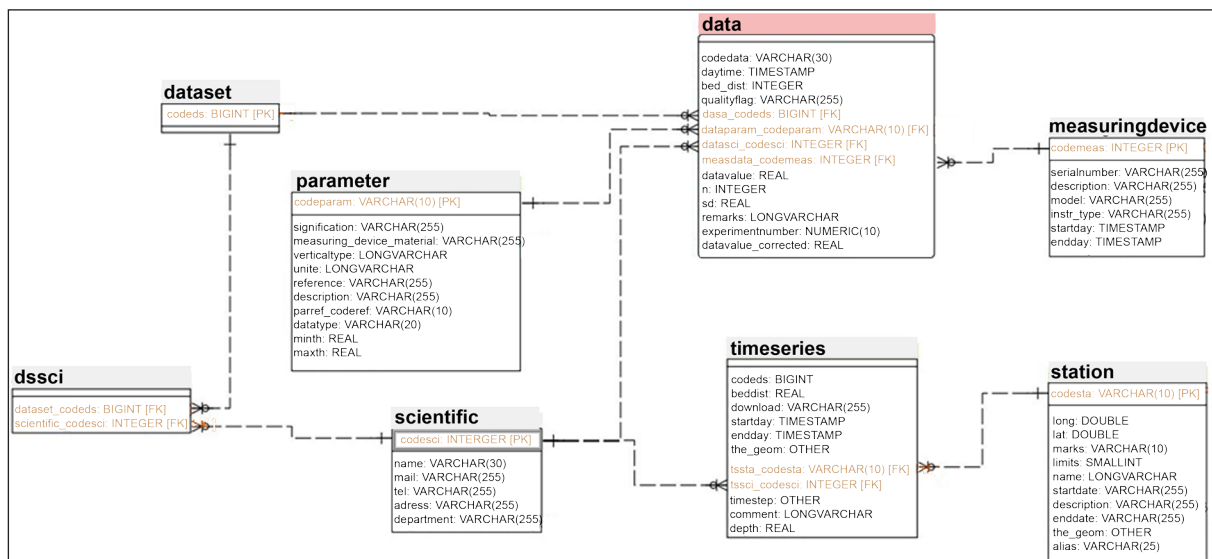 data
codedata: VARCHAR(30)
daytime: TIMESTAMP
bed_dist: INTEGER
qualityflag: VARCHAR(255)
dasa_codeds: BIGINT [FK]
dataparam_codeparam: VARCHAR(10) [FK]
datasci_codesci: INTEGER [FK]
measdata_codemeas: INTEGER [FK]
datavalue: REAL
n: INTEGER
sd: REAL
remarks: LONGVARCHAR
experimentnumber: NUMERIC(10)
datavalue_corrected: REAL
dataset
codeds: BIGINT [PK]
measuringdevice
codemeas: INTEGER [PK]
serialnumber: VARCHAR(255)
description: VARCHAR(255)
model: VARCHAR(255)
instr_type: VARCHAR(255)
startday: TIMESTAMP
endday: TIMESTAMP
parameter
codeparam: VARCHAR(10) [PK]
signification: VARCHAR(255)
measuring_device_material: VARCHAR(255)
verticaltype: LONGVARCHAR
unite: LONGVARCHAR
reference: VARCHAR(255)
description: VARCHAR(255)
parref_coderef: VARCHAR(10)
datatype: VARCHAR(20)
minth: REAL
maxth: REAL
dssci
dataset_codeds: BIGINT [FK]
scientific_codesci: INTEGER [FK]
scientific
codesci: INTERGER [PK]
name: VARCHAR(30)
mail: VARCHAR(255)
tel: VARCHAR(255)
adress: VARCHAR(255)
department: VARCHAR(255)
timeseries
codeds: BIGINT
beddist: REAL
download: VARCHAR(255)
startday: TIMESTAMP
endday: TIMESTAMP
the_geom: OTHER
tssta_codesta: VARCHAR(10) [FK]
tssci_codesci: INTEGER [FK]
timestep: OTHER
comment: LONGVARCHAR
depth: REAL
station
codesta: VARCHAR(10) [PK]
long: DOUBLE
lat: DOUBLE
marks: VARCHAR(10)
limits: SMALLINT
name: LONGVARCHAR
startdate: VARCHAR(255)
description: VARCHAR(255)
enddate: VARCHAR(255)
the_geom: OTHER
alias: VARCHAR(25)